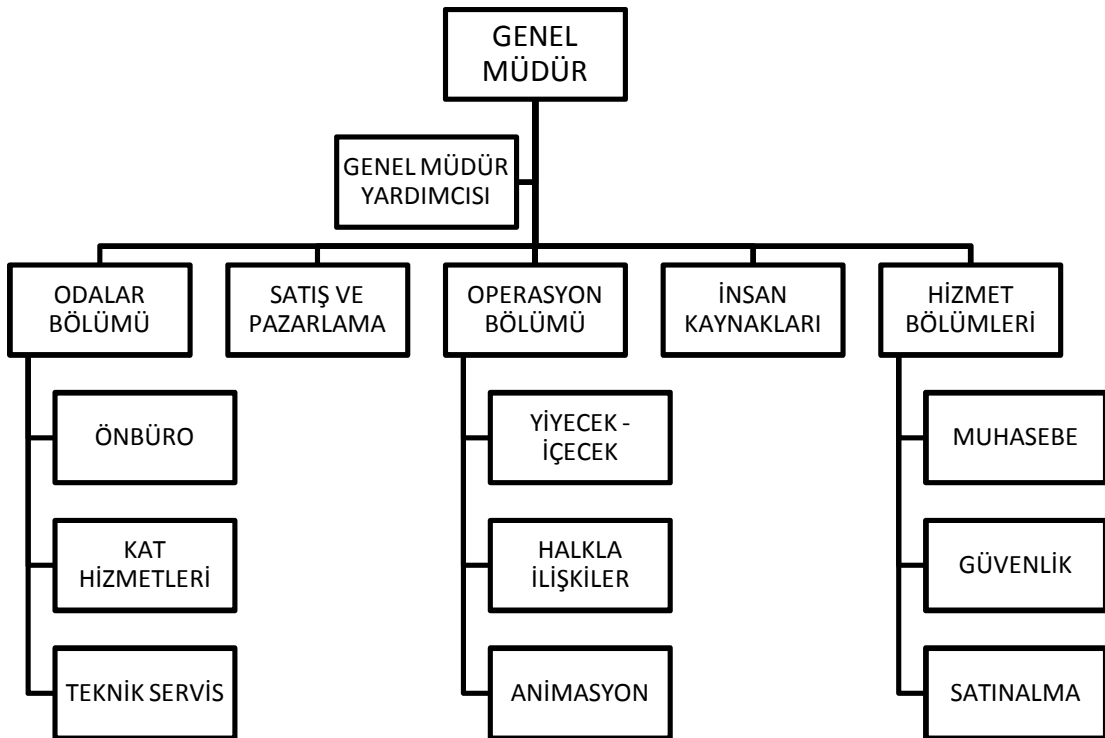 GENEL
MÜDÜR
GENEL MÜDÜR
YARDIMCISI
ODALAR
BÖLÜMÜ
SATIŞ VE
PAZARLAMA
OPERASYON
BÖLÜMÜ
İNSAN
KAYNAKLARI
HİZMET
BÖLÜMLERİ
ÖNBÜRO
KAT
HİZMETLERİ
TEKNİK SERVİS
YİYECEK -
İÇECEK
HALKLA
İLİŞKİLER
ANİMASYON
MUHASEBE
GÜVENLİK
SATINALMA